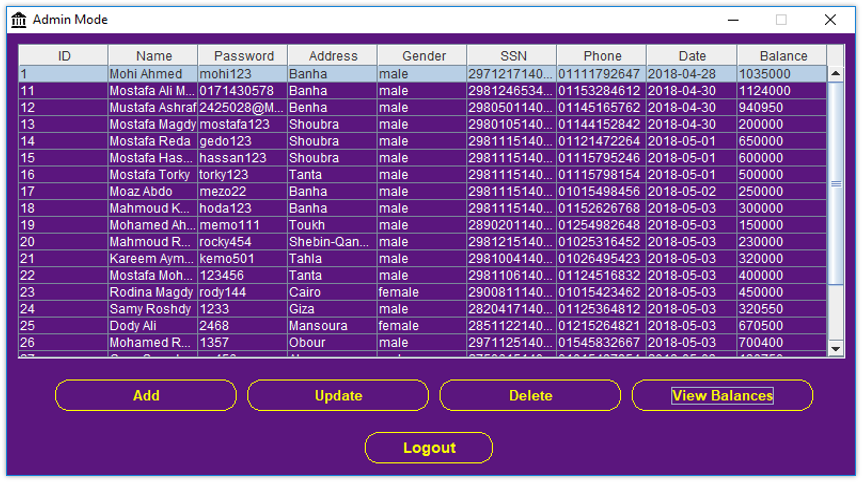 Admin Mode
ID Name Password Address Gender SSN Phone Date Balance
1 Mohi Ahmed mohi123 Banha male 2971217140... 01111792647 2018-04-28 1035000
11 Mostafa Ali M... 0171430578 Banha male 2981246534... 01153284612 2018-04-30 1124000
12 Mustafa Ashraf 2425028@M... Banha male 2980501140... 01145165762 2018-04-30 940950
13 Mostafa Magdy mostafa123 Shoubra male 2980105140... 01144152842 2018-04-30 200000
14 Mostafa Reda gedo123 Shoubra male 2981115140... 01121472264 2018-05-01 650000
15 Mostafa Has... hassan123 Shoubra male 2981115140... 01115795246 2018-05-01 600000
16 Mostafa Torky torky123 Tanta male 2981115140... 01115798154 2018-05-01 500000
17 Moaz Abdo mezo22 Banha male 2981115140... 01015498456 2018-05-02 250000
18 Mahmoud K... hoda123 Banha male 2981115140... 01152626768 2018-05-03 300000
19 Mohamed Ah... memo111 Toukh male 2890201140... 01254982648 2018-05-03 150000
20 Mahmoud R... rocky454 Shebin-Qan... male 2981215140... 01025316452 2018-05-03 230000
21 Kareem Aym... kemo501 Tahla male 2981004140... 01026495423 2018-05-03 320000
22 Mostafa Moh... 123456 Tanta male 2981106140... 01124516832 2018-05-03 400000
23 Rodina Magdy rody144 Cairo female 2900811140... 01015423462 2018-05-03 450000
24 Samy Roshdy 1233 Giza male 2820417140... 01125364812 2018-05-03 320550
25 Dody Ali 2468 Mansoura female 2851122140... 01215264821 2018-05-03 670500
26 Mohamed R... 1357 Obour male 2971125140... 01545832667 2018-05-03 700400
Add Update Delete View Balances
Logout